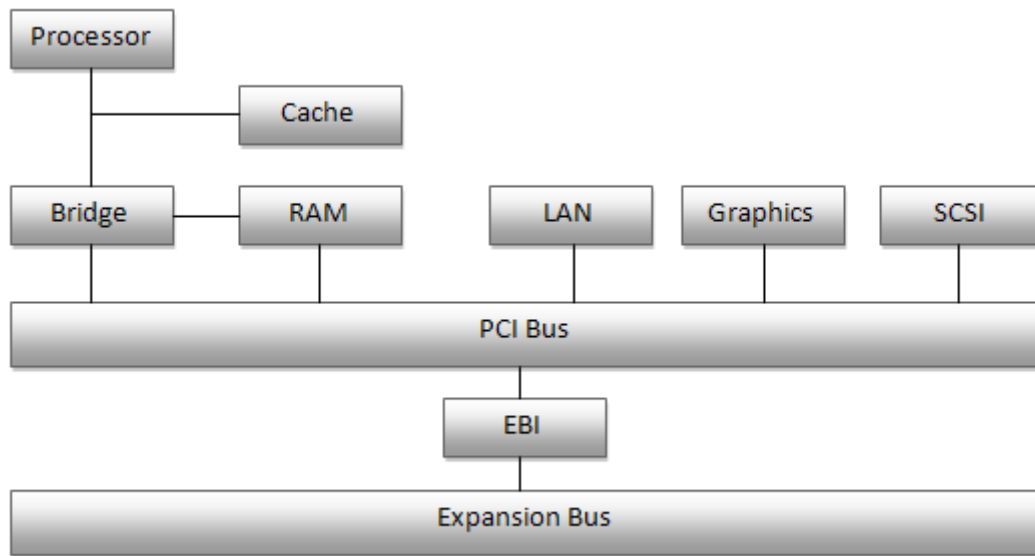 Processor
Cache
Bridge
RAM
LAN
Graphics
SCSI
PCI Bus
EBI
Expansion Bus